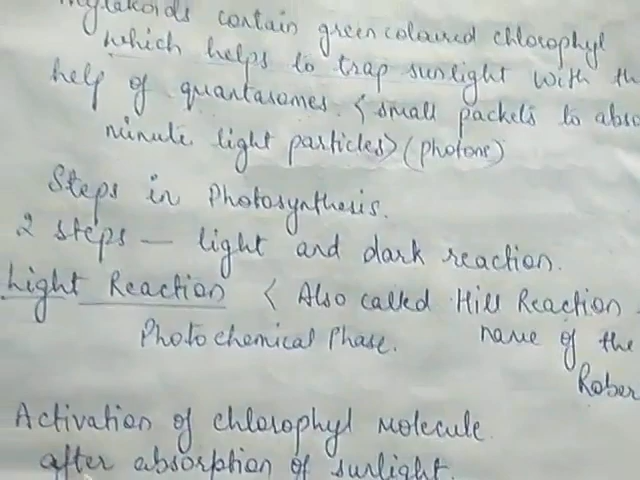 contain green coloured chlorophyl
which helps to trap sunlight with
help of quantasomes. <small packets to
minute light particles> (photons)
Steps in Photosynthesis.
2 steps – light and dark reaction.
Light Reaction < Also called Hill Reaction
Photochemical Phase. name of the
Rober
Activation of chlorophyl Molecule
after absorption of sunlight.